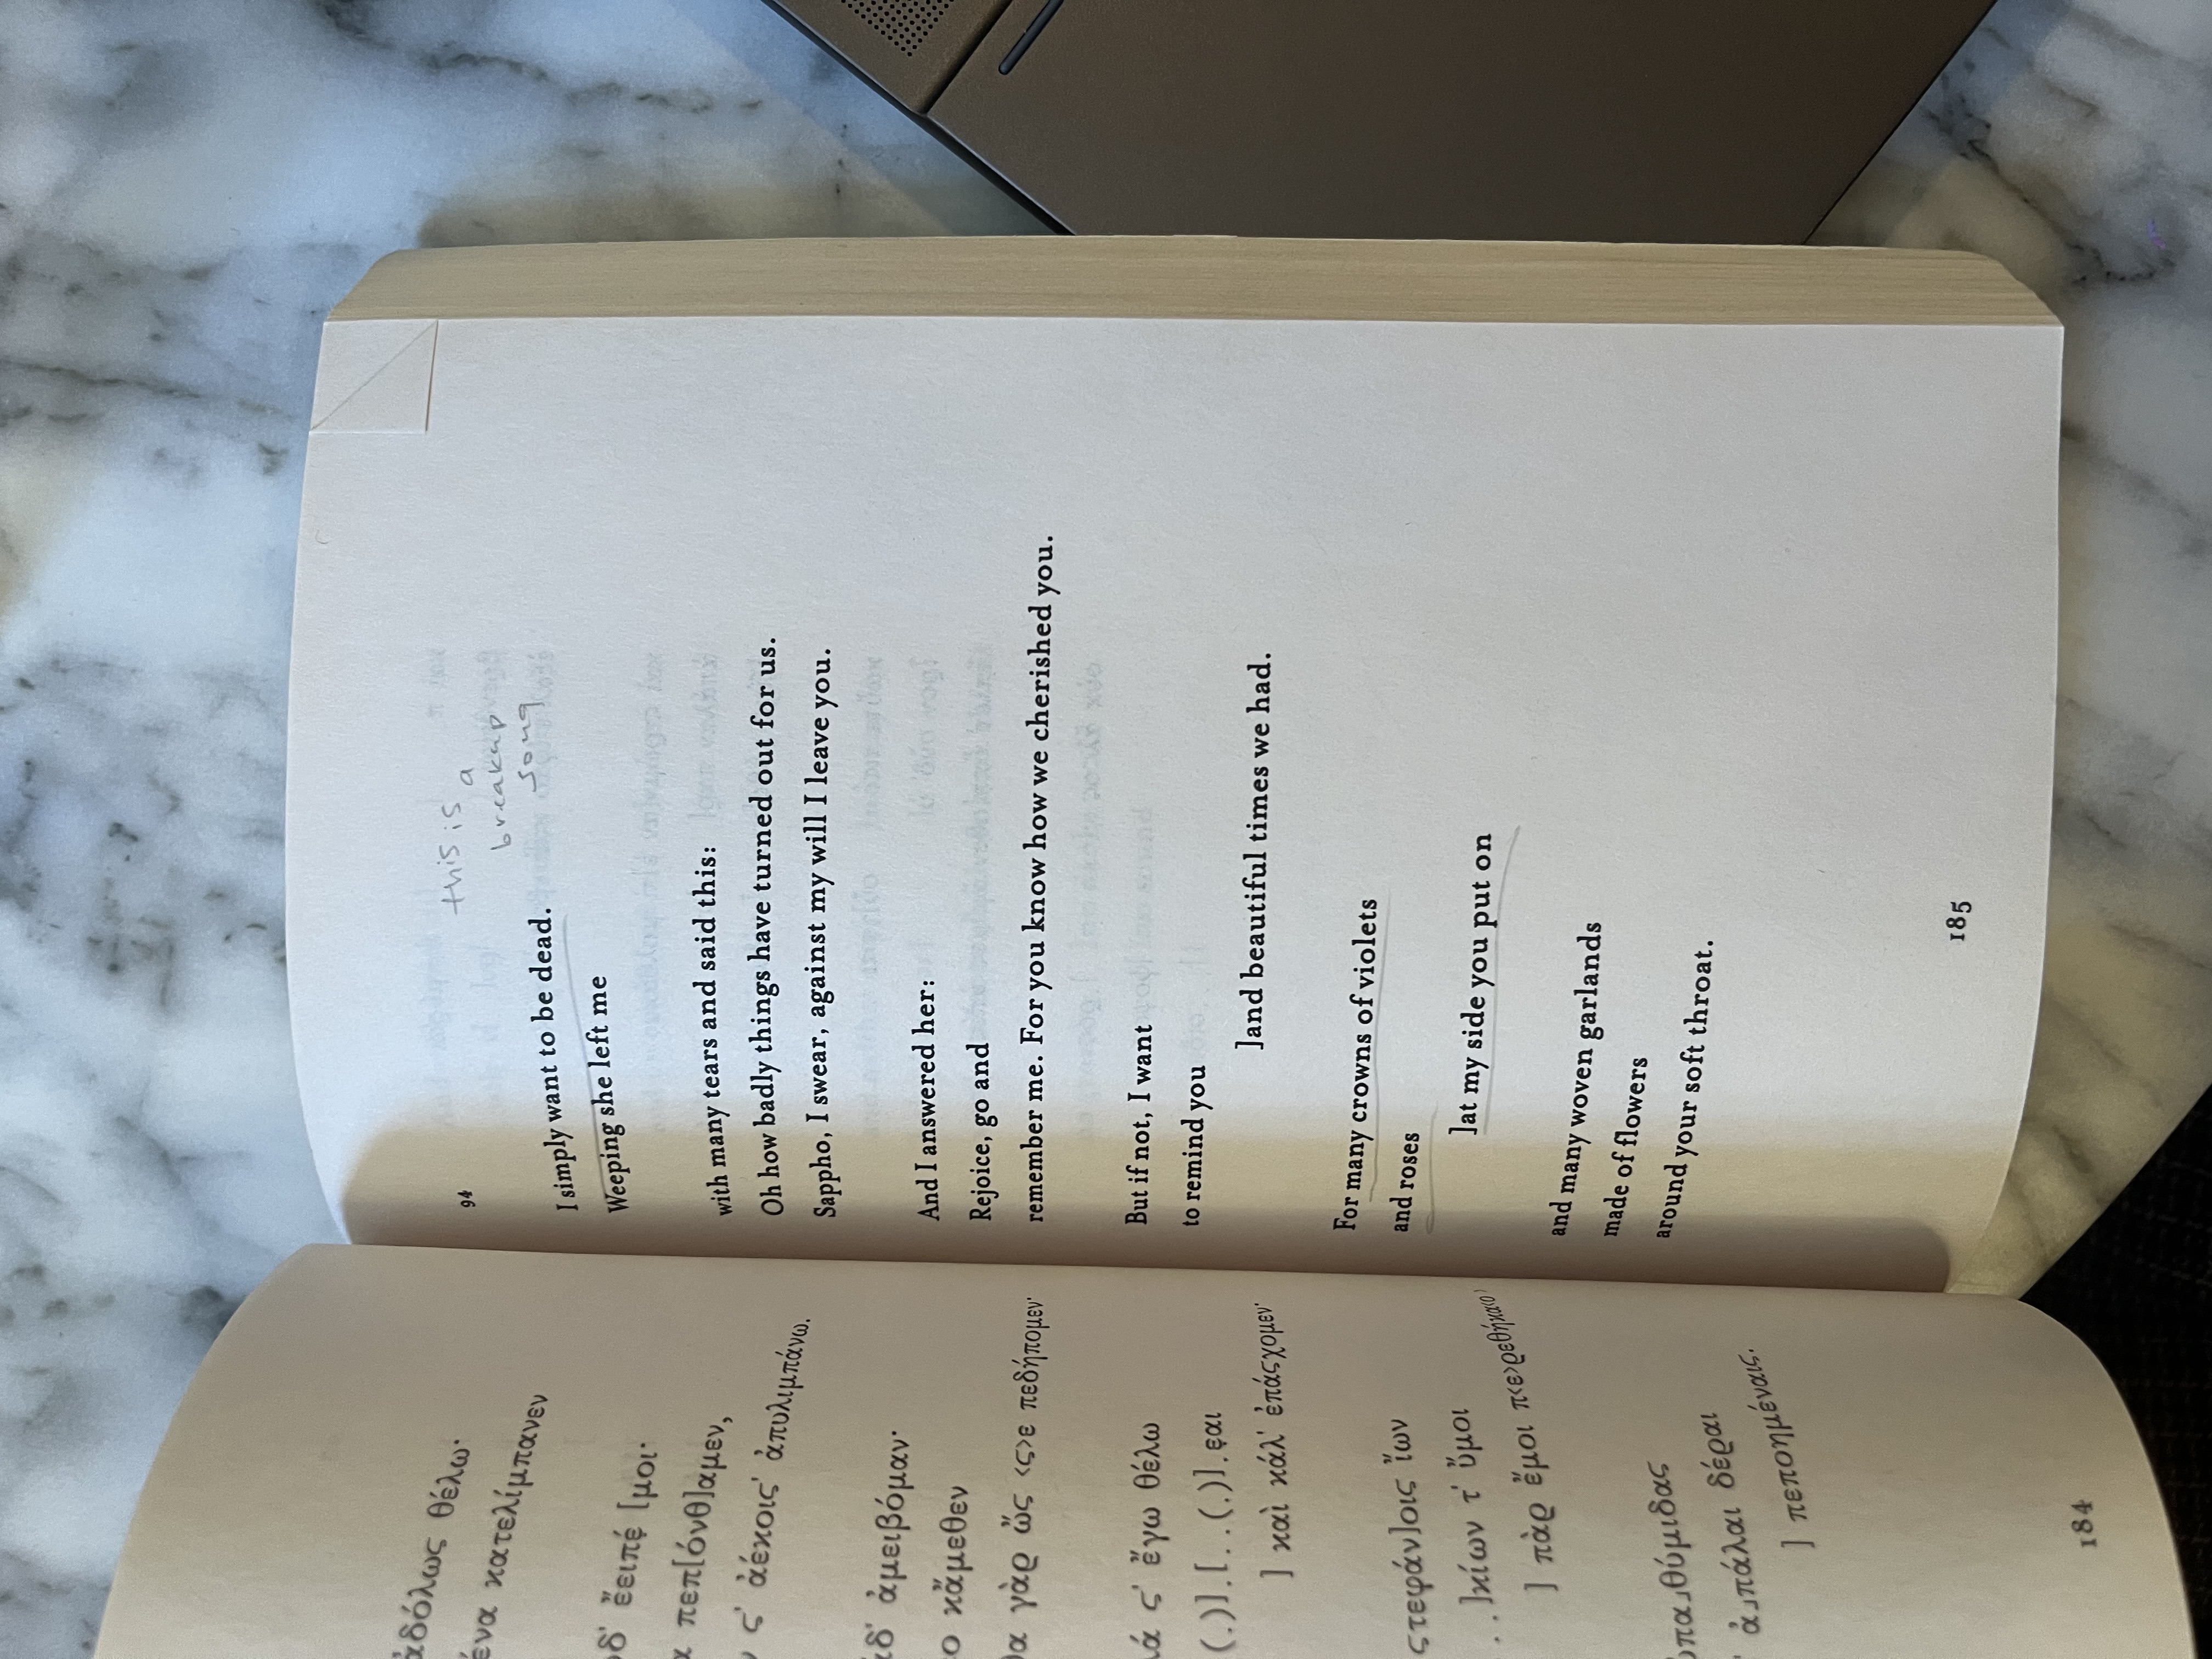 ἀδόλως θέλω·
κατελίμπανεν
ἔειπέ [μοι·
πεπ[όνθ]αμεν,
ϲ' ἀέκοιϲ' ἀπυλιμπάνω.
ἀμειβόμαν·
κἄμεθεν
γὰρ ὤϲ <ϲ>ε πεδήπομεν·
ϲ' ἔγω θέλω
(.)].[..(.)].εαι
] καὶ κάλ' ἐπάϲχομεν·
ϲτεφάν]οιϲ ἴων
..]κίων τ' ὔμοι
] πὰρ ἔμοι π<ε>ρεθήκα<ο>
ἀ⌟πάλαι δέραι
] πεποημέναιϲ.
184
94
this is a
breakup
song
I simply want to be dead.
Weeping she left me
with many tears and said this:
Oh how badly things have turned out for us.
Sappho, I swear, against my will I leave you.
And I answered her:
Rejoice, go and
remember me. For you know how we cherished you.
But if not, I want
to remind you
]and beautiful times we had.
For many crowns of violets
and roses
]at my side you put on
and many woven garlands
made of flowers
around your soft throat.
185